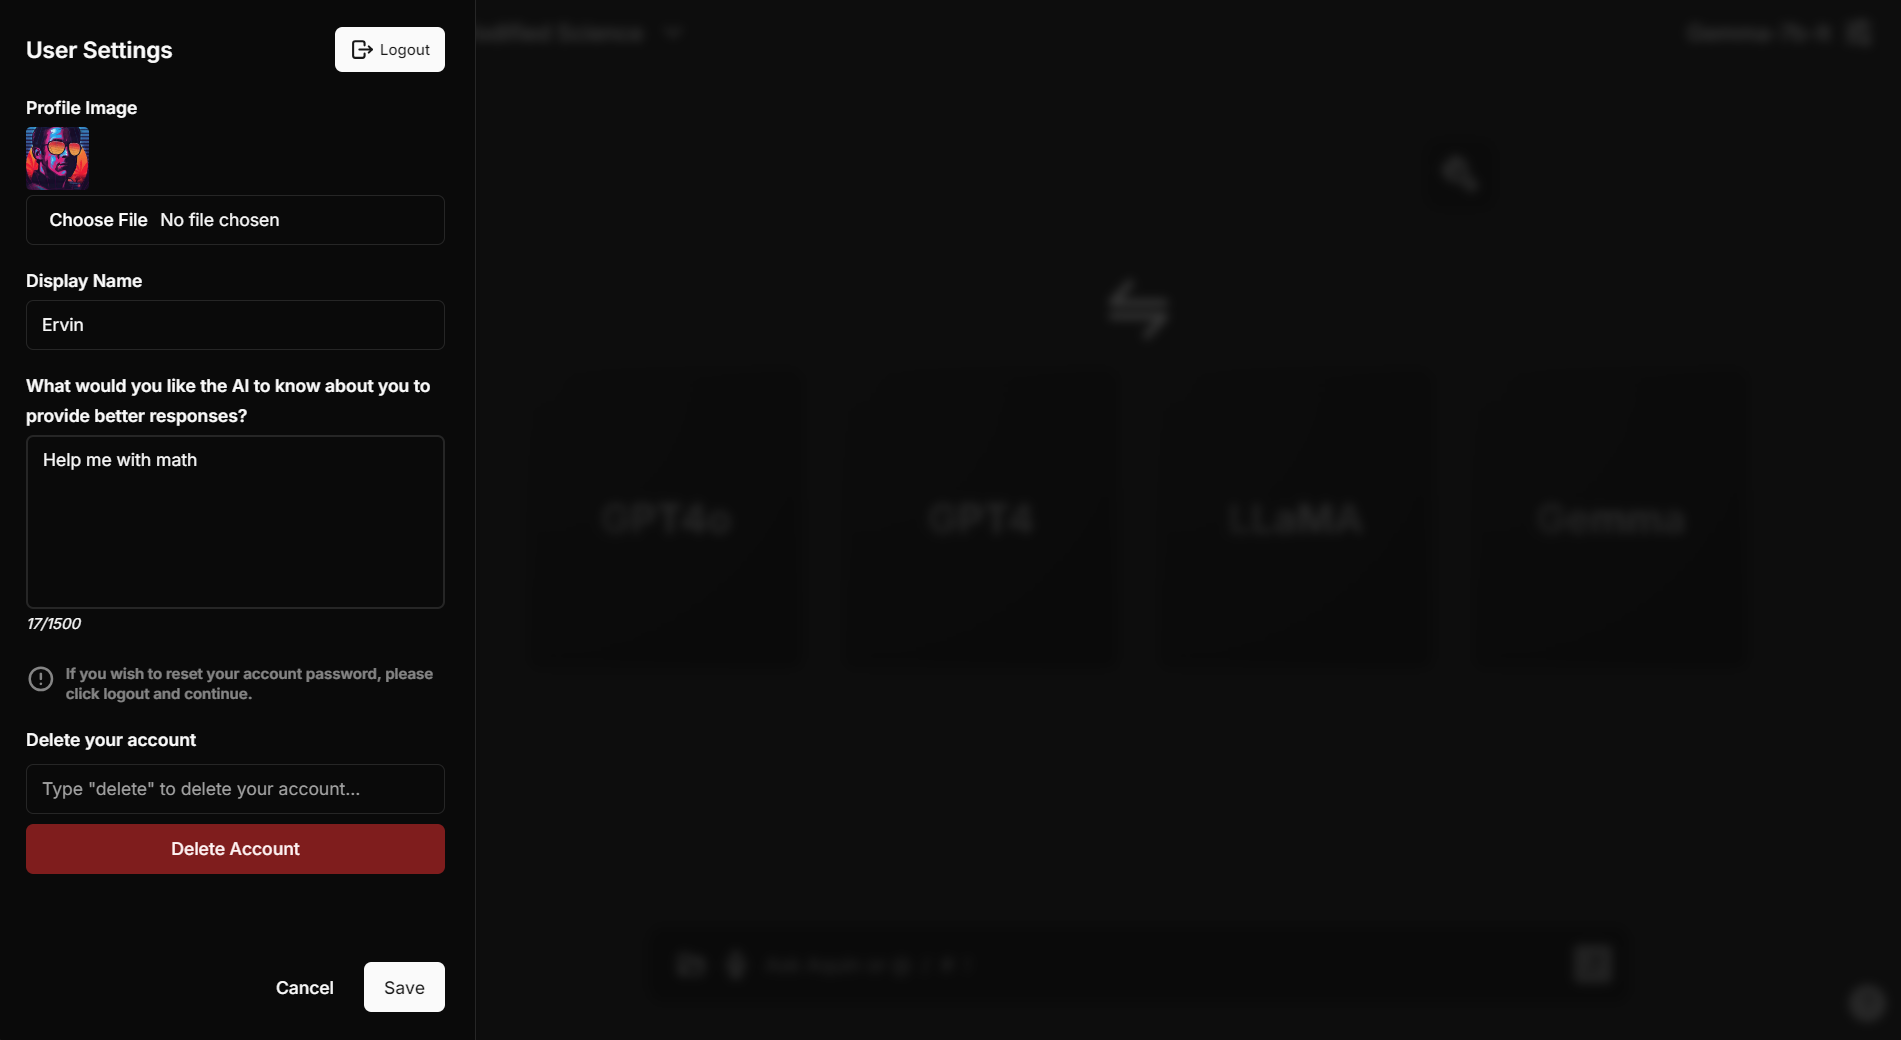 User Settings
Logout
Profile Image
Choose File No file chosen
Display Name
Ervin
What would you like the AI to know about you to
provide better responses?
Help me with math
17/1500
If you wish to reset your account password, please
click logout and continue.
Delete your account
Type "delete" to delete your account...
Delete Account
Cancel
Save
GPT4o
GPT4
LLaMA
Gemma